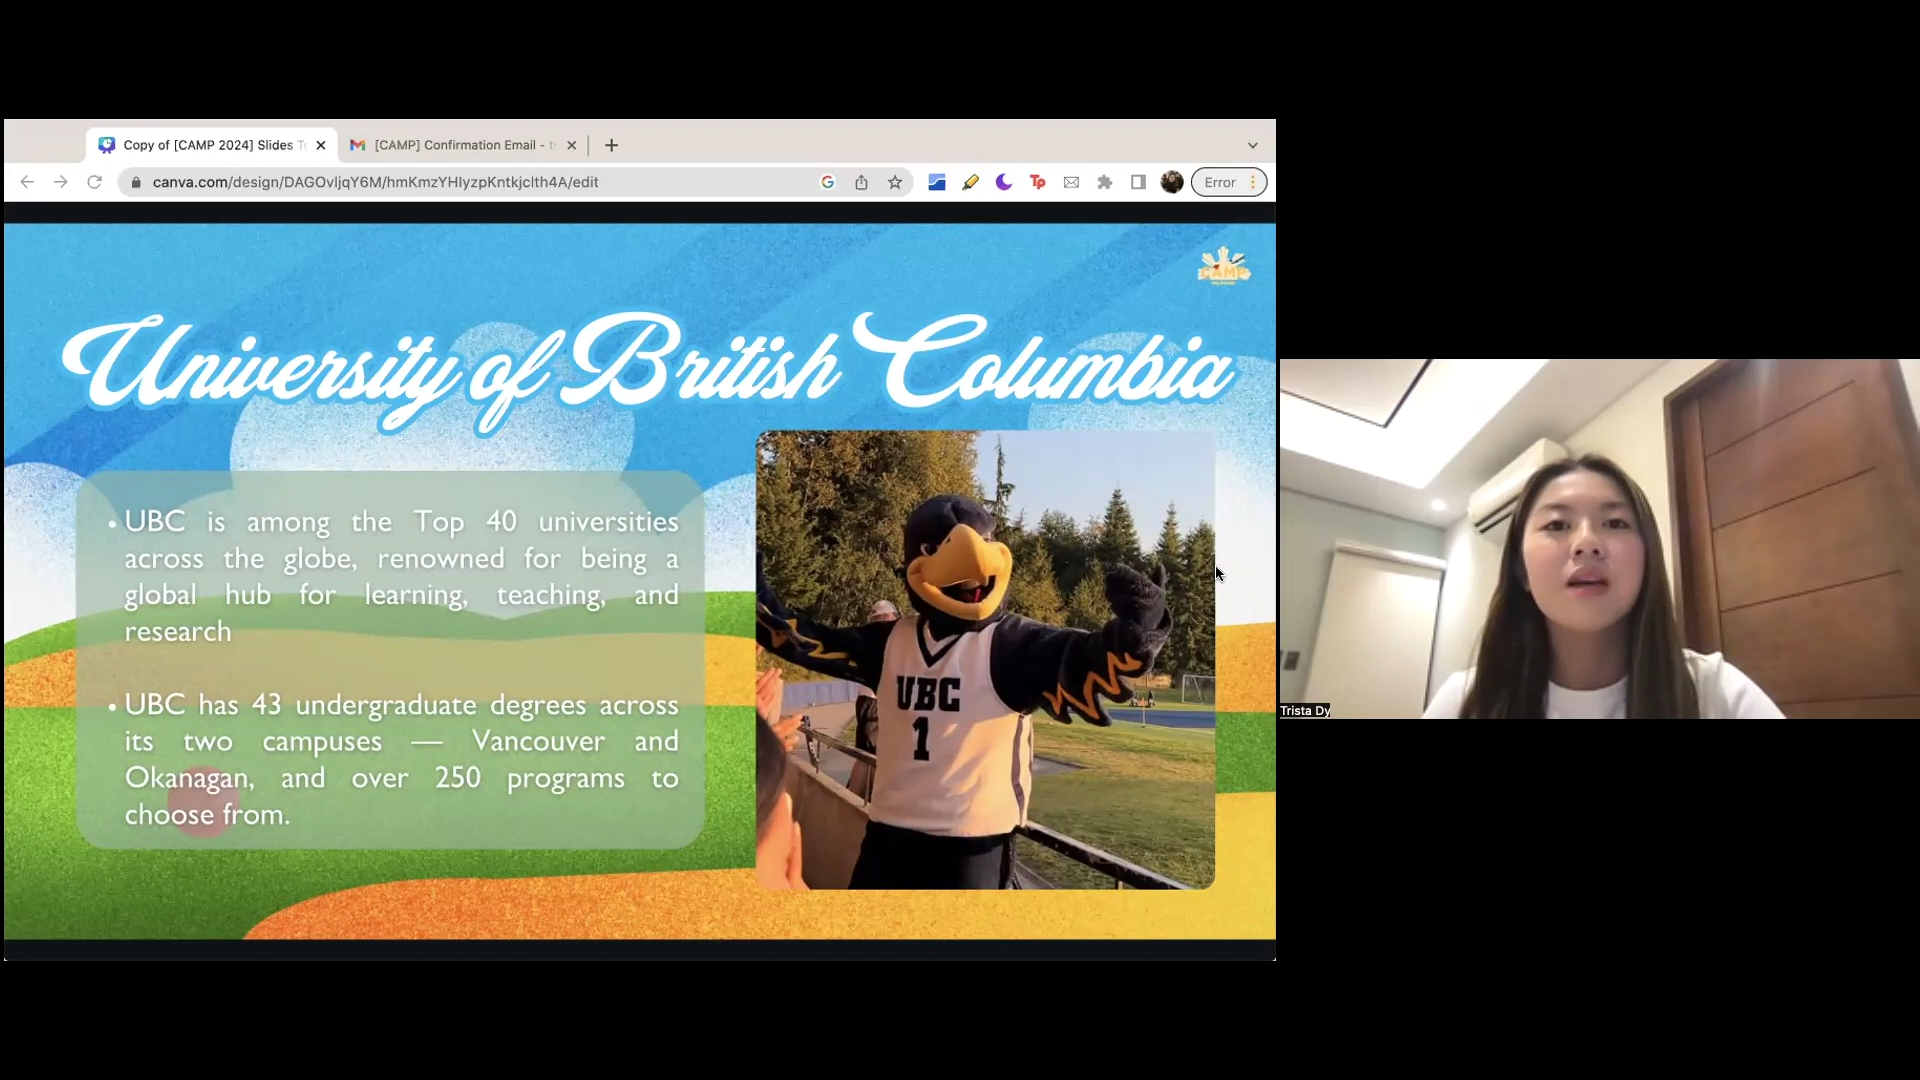 Copy of [CAMP 2024] Slides
[CAMP] Confirmation Email -
canva.com/design/DAGOvljqY6M/hmKmzYHlyzpKntkjclth4A/edit
Tp
Error
CAMP
University of British Columbia
• UBC is among the Top 40 universities
across the globe, renowned for being a
global hub for learning, teaching, and
research
• UBC has 43 undergraduate degrees across
its two campuses — Vancouver and
Okanagan, and over 250 programs to
choose from.
UBC
1
Trista Dy